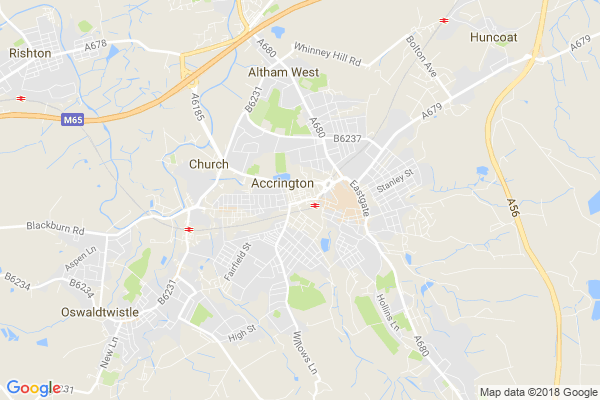 A680
Huncoat
A679
Rishton
A678
Whinney Hill Rd
Bolton Ave
Altham West
B6231
A6185
A679
M65
A680
B6237
Church
Accrington
Stanley St
Eastgate
A56
Blackburn Rd
Aspen Ln
Fairfield St
B6234
B6234
B6231
Oswaldtwistle
Hollins Ln
High St
Willows Ln
New Ln
A680
Google
B6231
Map data ©2018 Google